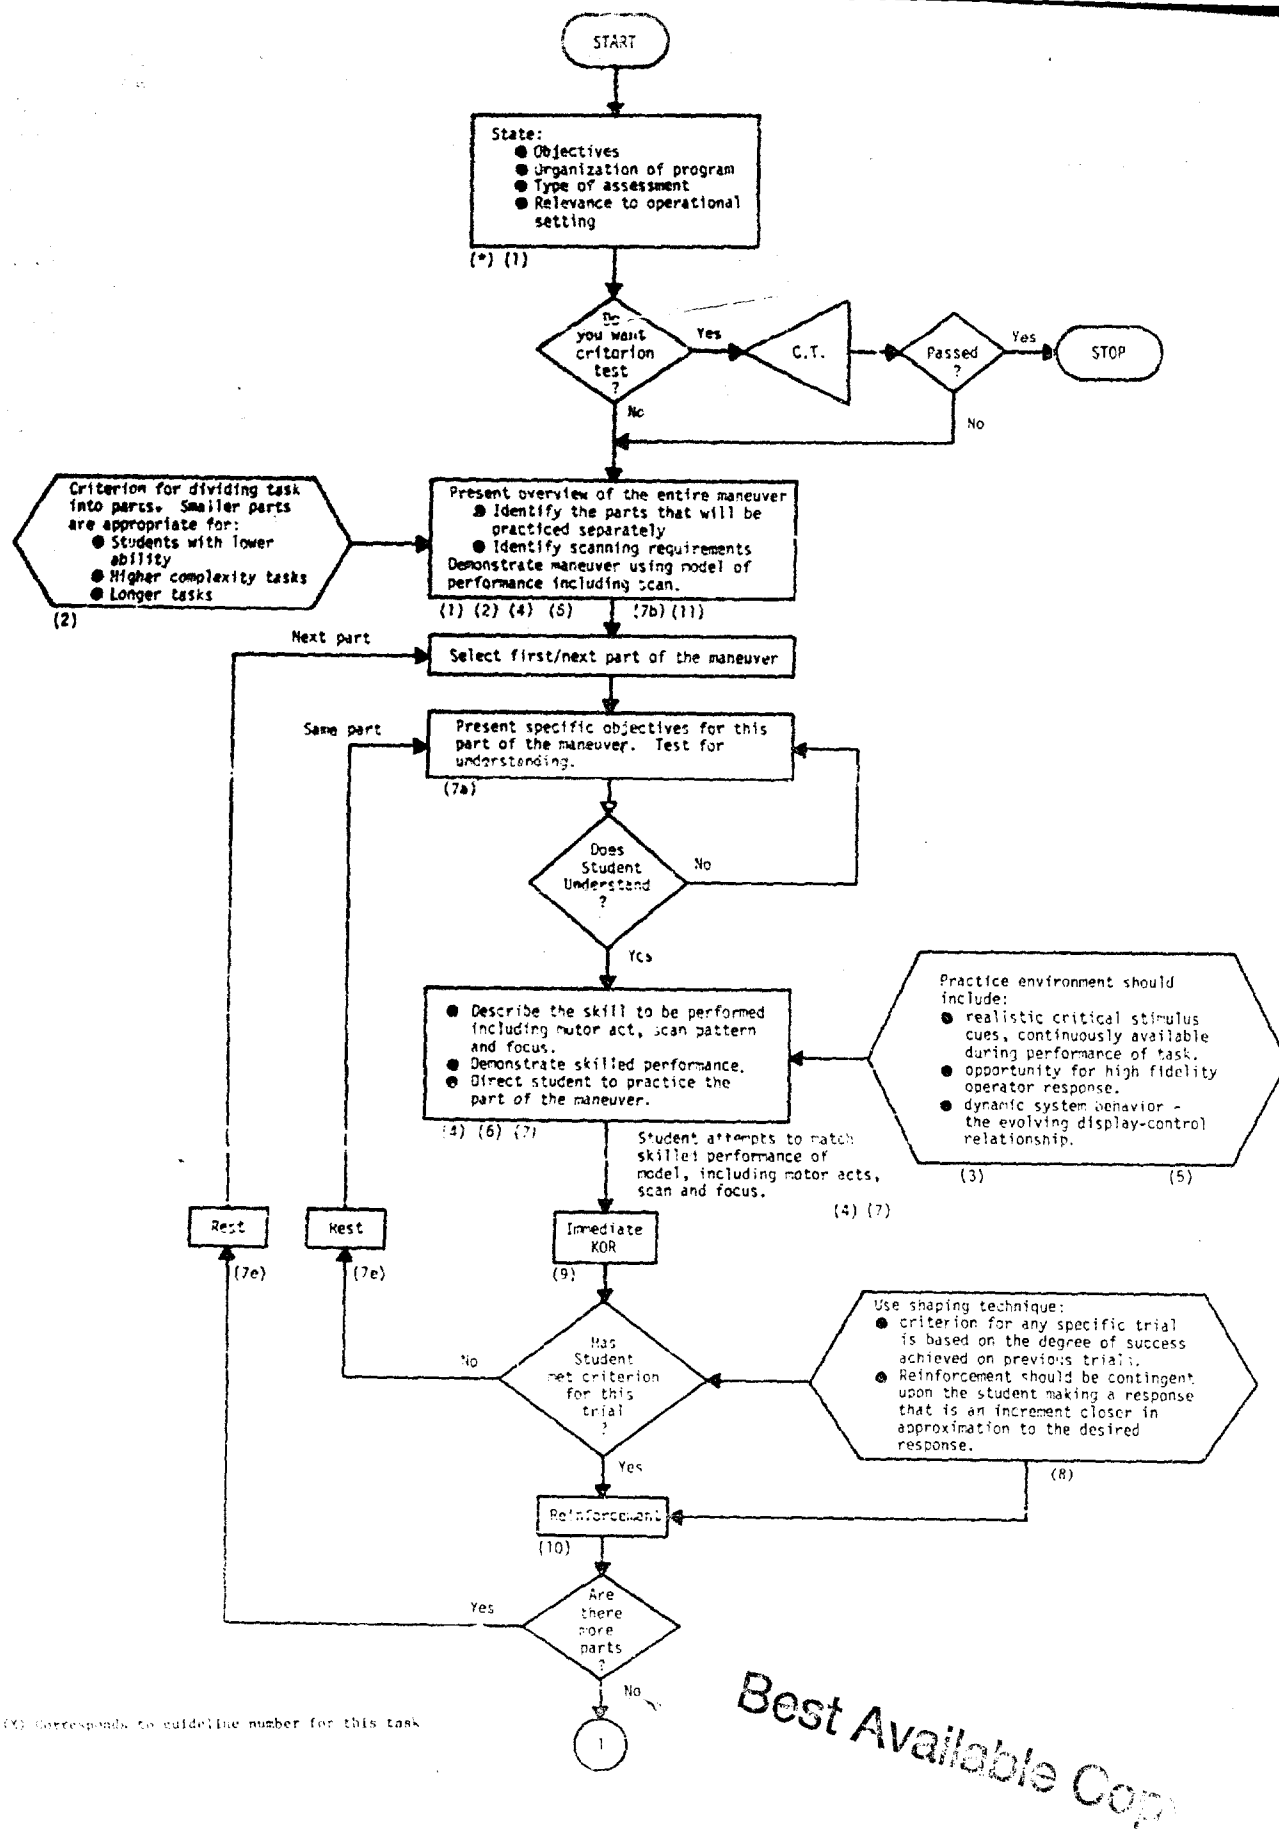 START
State:
● Objectives
● Organization of program
● Type of assessment
● Relevance to operational
setting
(*) (1)
Do
you want
criterion
test
?
Yes
C.T.
Passed
?
Yes
STOP
No
No
Criterion for dividing task
into parts. Smaller parts
are appropriate for:
● Students with lower
ability
● Higher complexity tasks
● Longer tasks
(2)
Present overview of the entire maneuver
● Identify the parts that will be
practiced separately
● Identify scanning requirements
Demonstrate maneuver using model of
performance including scan.
(1) (2) (4) (6) (7b) (11)
Next part
Select first/next part of the maneuver
Same part
Present specific objectives for this
part of the maneuver. Test for
understanding.
(7a)
Does
Student
Understand
?
No
Yes
● Describe the skill to be performed
including motor act, scan pattern
and focus.
● Demonstrate skilled performance.
● Direct student to practice the
part of the maneuver.
(4) (6) (7)
Practice environment should
include:
● realistic critical stimulus
cues, continuously available
during performance of task.
● opportunity for high fidelity
operator response.
● dynamic system behavior -
the evolving display-control
relationship.
(3) (5)
Student attempts to match
skilled performance of
model, including motor acts,
scan and focus.
(4) (7)
Rest
(7e)
Rest
(7e)
Immediate
KOR
(9)
Has
Student
met criterion
for this
trial
?
No
Yes
Use shaping technique:
● criterion for any specific trial
is based on the degree of success
achieved on previous trials.
● Reinforcement should be contingent
upon the student making a response
that is an increment closer in
approximation to the desired
response.
(8)
Reinforcement
(10)
Are
there
more
parts
?
Yes
No
1
(X) Corresponds to guideline number for this task
Best Available Copy